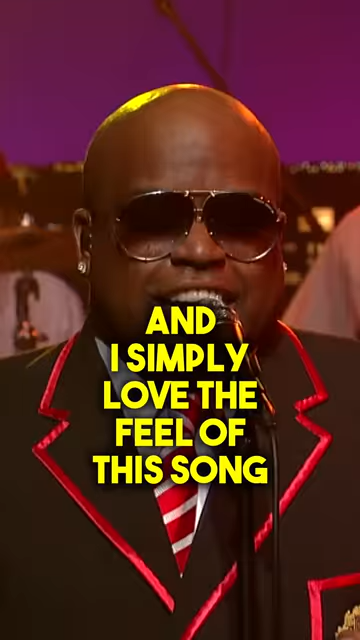 AND
I SIMPLY
LOVE THE
FEEL OF
THIS SONG